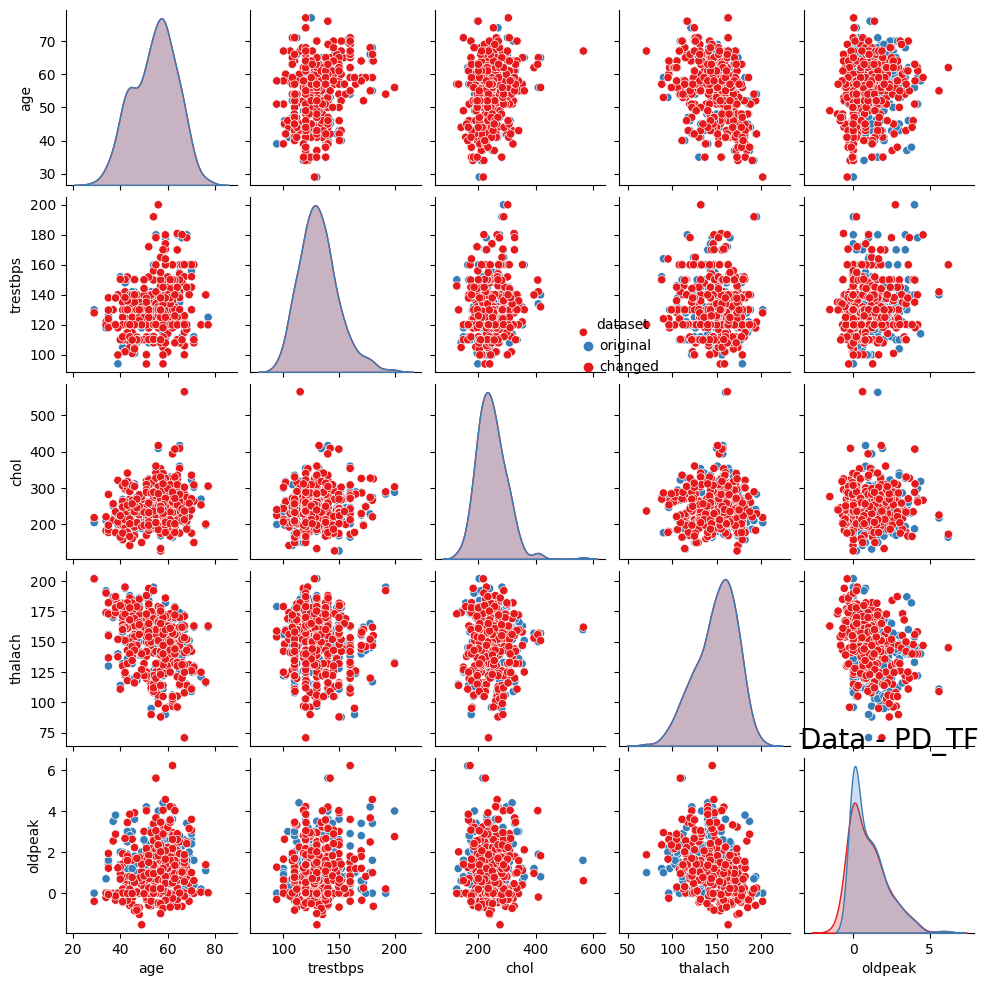 70
60
50
40
30
age
200
180
160
140
120
100
trestbps
dataset
original
changed
500
400
300
200
chol
200
175
150
125
100
75
thalach
Data - PD_TF
6
4
2
0
oldpeak
20 40 60 80
100 150 200
200 400 600
50 100 150 200
0 5
age trestbps chol thalach oldpeak